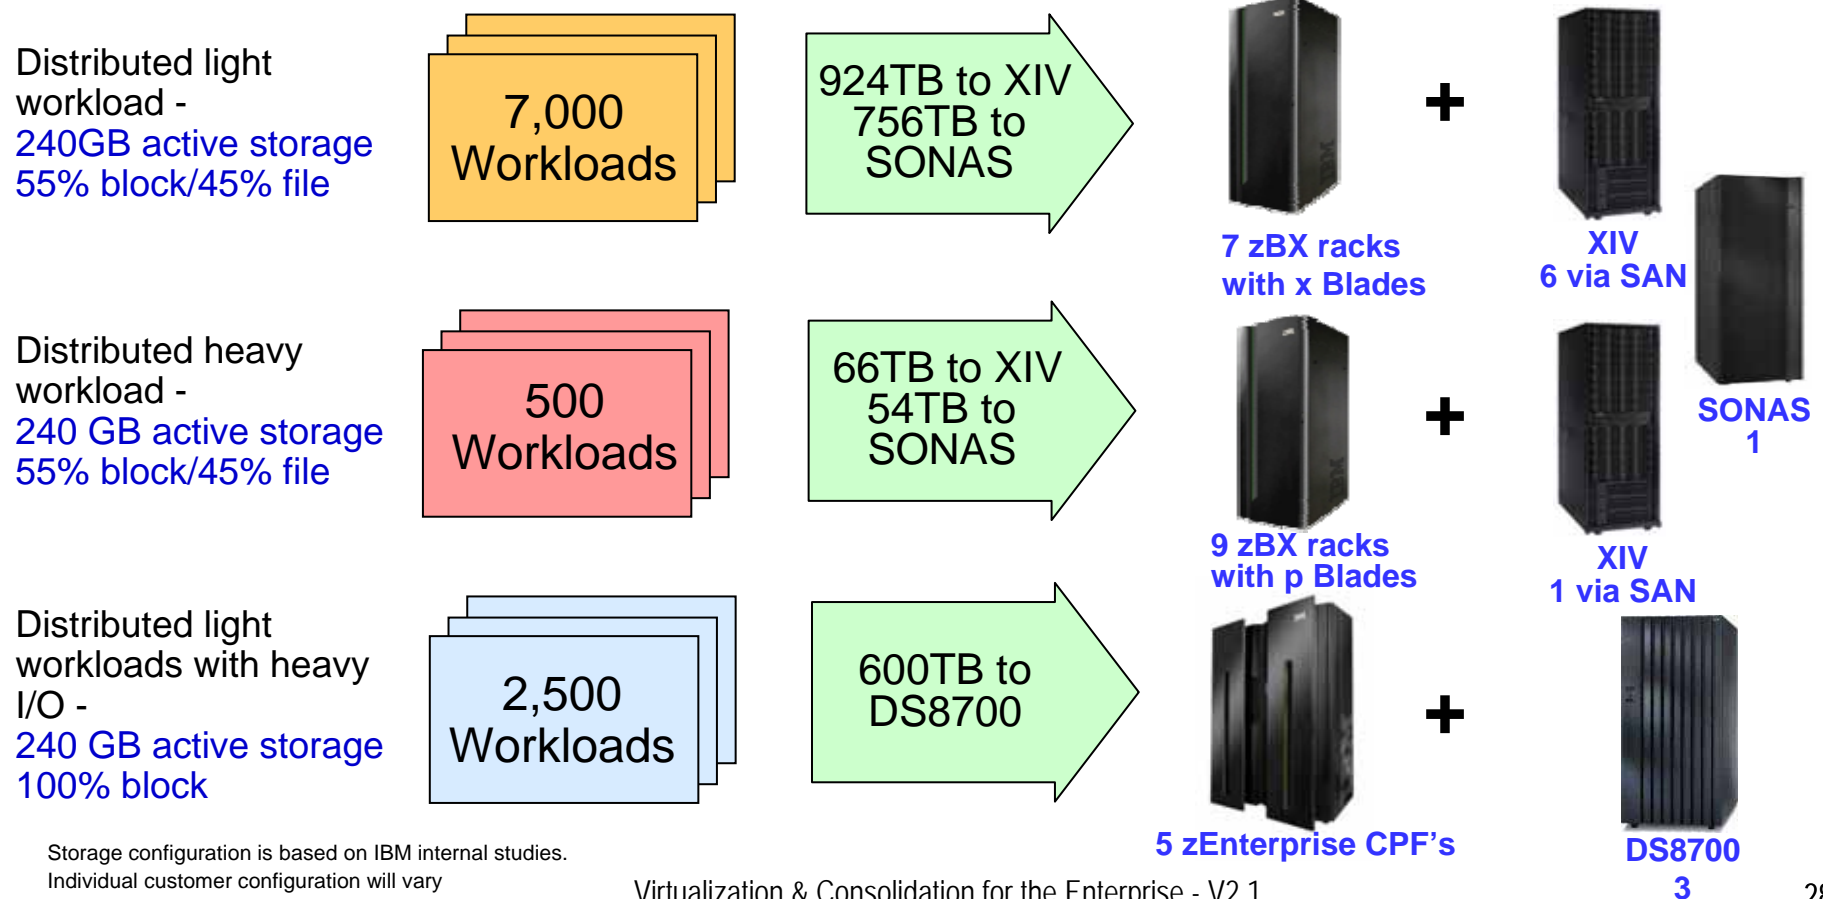 Distributed light
workload -
240GB active storage
55% block/45% file
7,000
Workloads
924TB to XIV
756TB to
SONAS
7 zBX racks
with x Blades
+
XIV
6 via SAN
Distributed heavy
workload -
240 GB active storage
55% block/45% file
500
Workloads
66TB to XIV
54TB to
SONAS
9 zBX racks
with p Blades
+
XIV
1 via SAN
SONAS
1
Distributed light
workloads with heavy
I/O -
240 GB active storage
100% block
2,500
Workloads
600TB to
DS8700
5 zEnterprise CPF's
+
DS8700
3
Storage configuration is based on IBM internal studies.
Individual customer configuration will vary
Virtualization & Consolidation for the Enterprise - V2.1
28